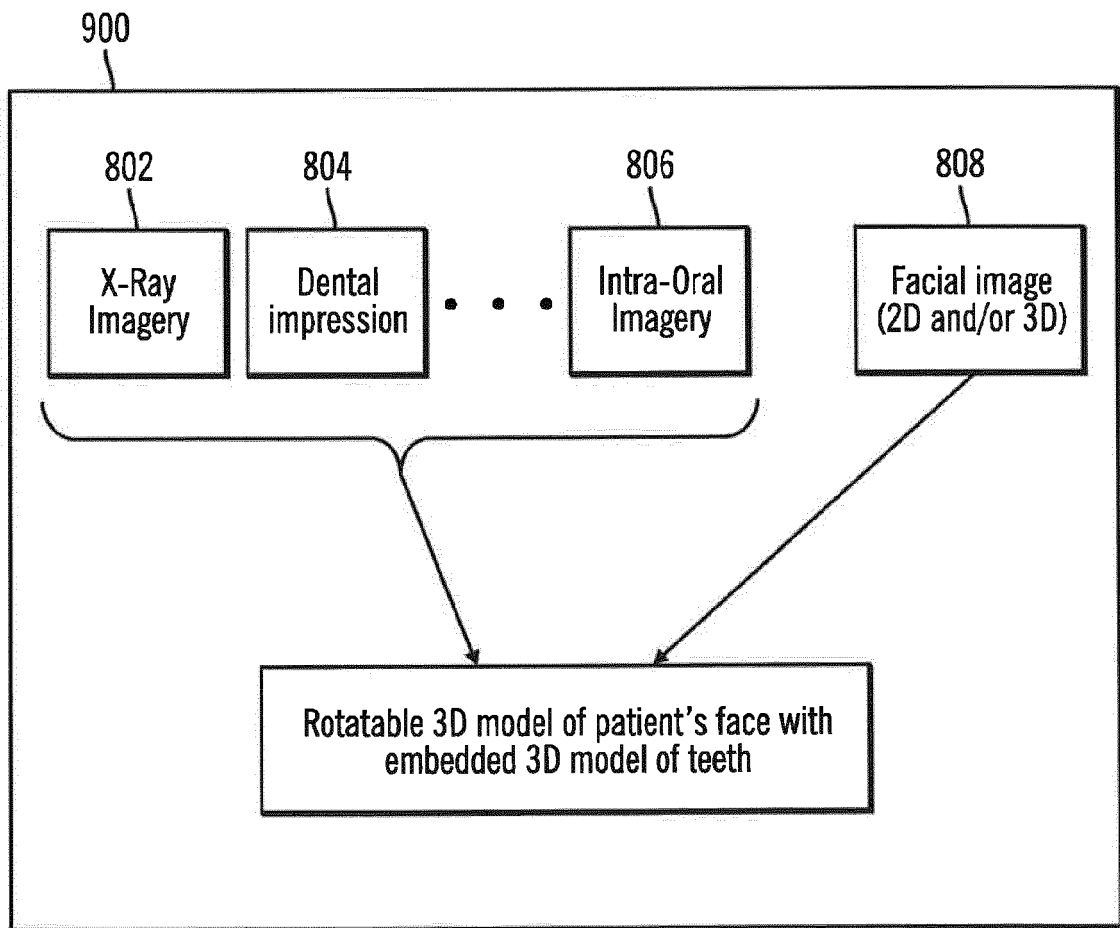 900
802
804
806
808
X-Ray
Imagery
Dental
impression
Intra-Oral
Imagery
Facial image
(2D and/or 3D)
Rotatable 3D model of patient's face with
embedded 3D model of teeth